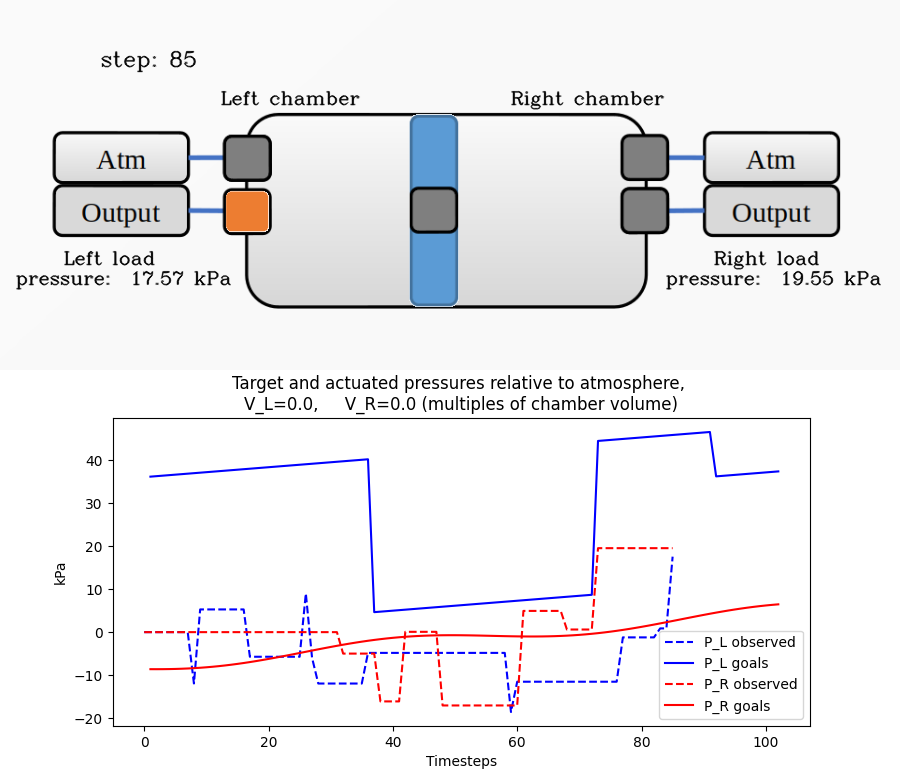 step: 85
Left chamber
Right chamber
Atm
Atm
Output
Output
Left load
pressure: 17.57 kPa
Right load
pressure: 19.55 kPa
Target and actuated pressures relative to atmosphere,
V_L=0.0, V_R=0.0 (multiples of chamber volume)
kPa
40
30
20
10
0
−10
−20
P_L observed
P_L goals
P_R observed
P_R goals
0 20 40 60 80 100
Timesteps